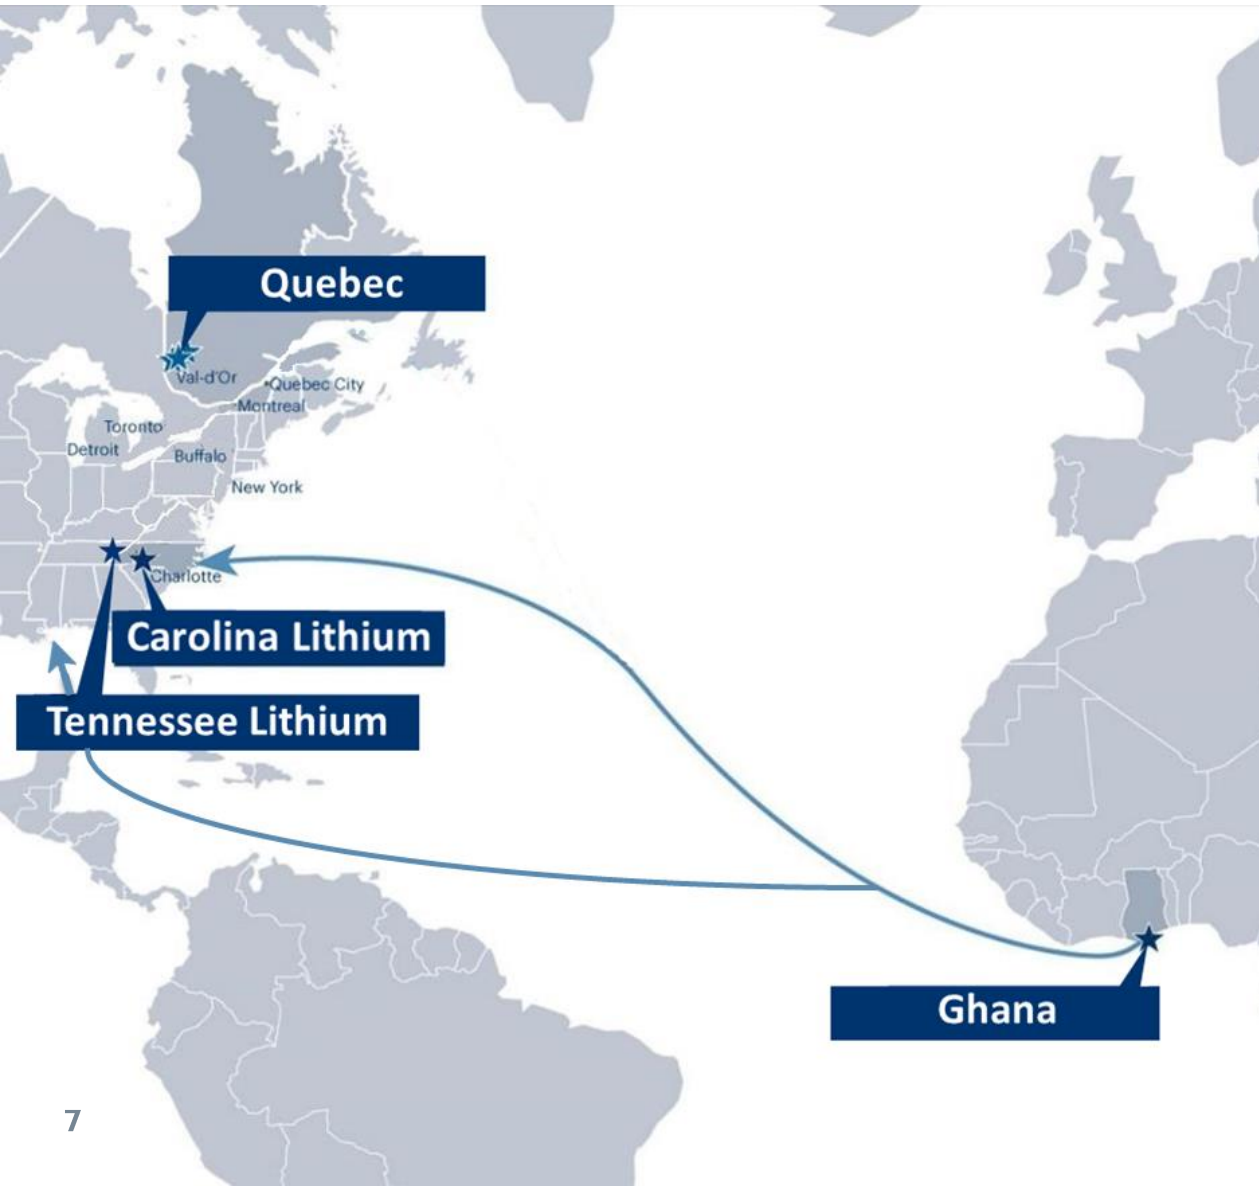 Quebec
Val-d'Or
Quebec City
Montreal
Toronto
Detroit
Buffalo
New York
Charlotte
Carolina Lithium
Tennessee Lithium
Ghana
7